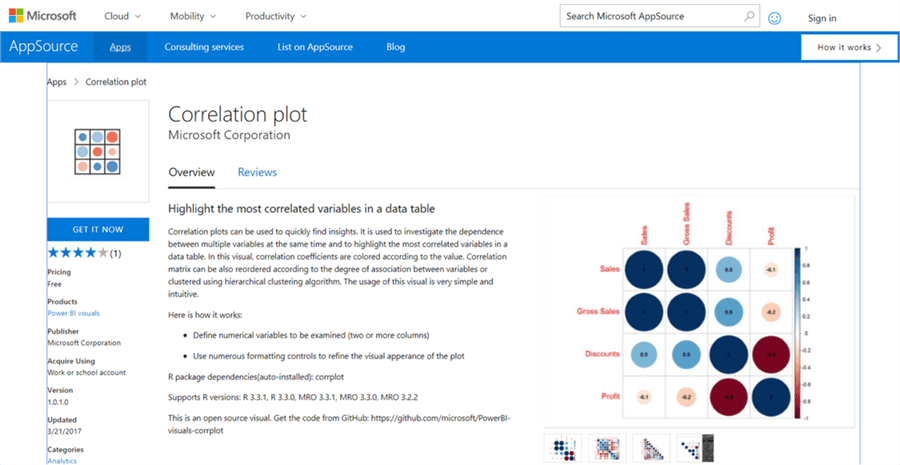 Microsoft Cloud Mobility Productivity Search Microsoft AppSource Sign in
AppSource Apps Consulting services List on AppSource Blog How it works
Apps > Correlation plot
Correlation plot
Microsoft Corporation
Overview Reviews
GET IT NOW
(1)
Pricing
Free
Products
Power BI visuals
Publisher
Microsoft Corporation
Acquire Using
Work or school account
Version
1.0.1.0
Updated
3/21/2017
Categories
Analytics
Highlight the most correlated variables in a data table
Correlation plots can be used to quickly find insights. It is used to investigate the dependence
between multiple variables at the same time and to highlight the most correlated variables in a
data table. In this visual, correlation coefficients are colored according to the value. Correlation
matrix can be also reordered according to the degree of association between variables or
clustered using hierarchical clustering algorithm. The usage of this visual is very simple and
intuitive.
Here is how it works:
• Define numerical variables to be examined (two or more columns)
• Use numerous formatting controls to refine the visual apperance of the plot
R package dependencies(auto-installed): corrplot
Supports R versions: R 3.3.1, R 3.3.0, MRO 3.3.1, MRO 3.3.0, MRO 3.2.2
This is an open source visual. Get the code from GitHub: https://github.com/microsoft/PowerBI-
visuals-corrplot
Sales Gross Sales Discounts Profit
Sales 0.5 -0.1
Gross Sales 0.5 -0.2
Discounts 0.5 0.5
Profit -0.1 -0.2
1
0.8
0.6
0.4
0.2
0
-0.2
-0.4
-0.6
-0.8
-1